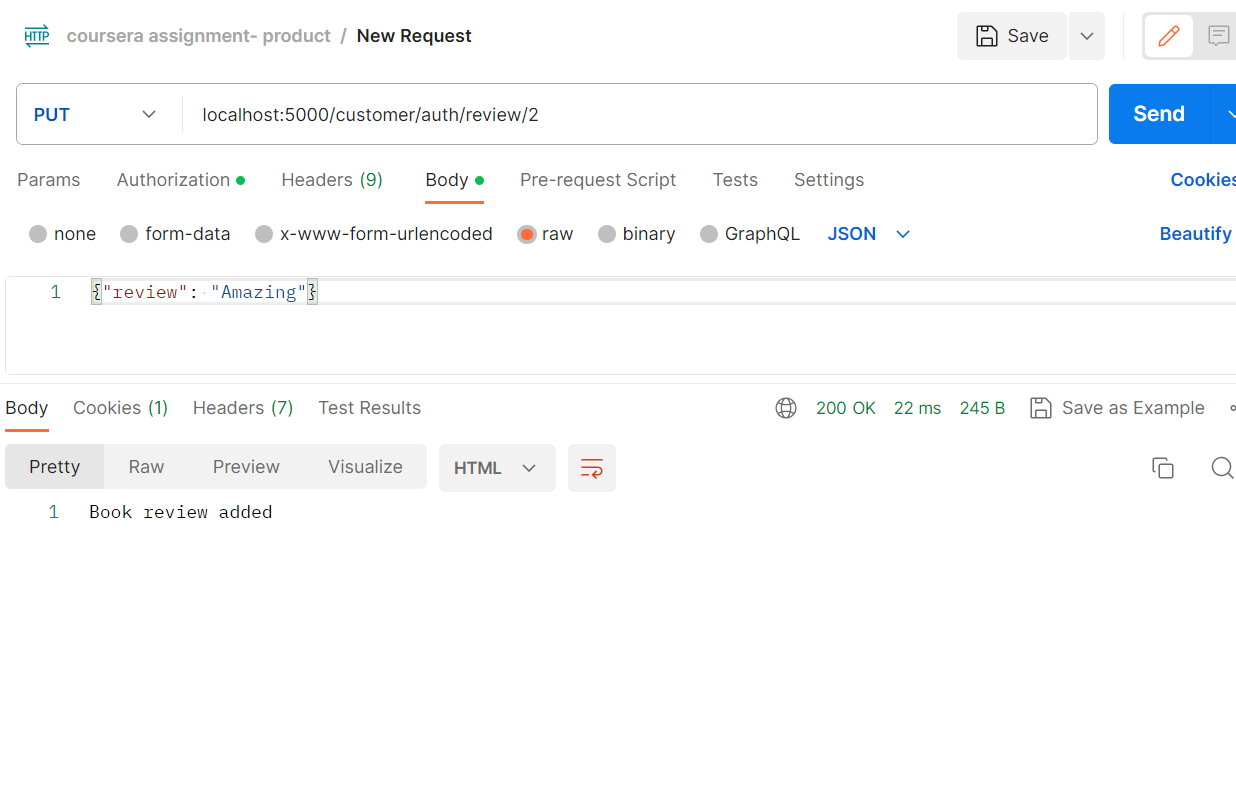 HTTP coursera assignment- product / New Request Save
PUT localhost:5000/customer/auth/review/2 Send
Params Authorization Headers (9) Body Pre-request Script Tests Settings Cookies
none form-data x-www-form-urlencoded raw binary GraphQL JSON Beautify
1 {"review": "Amazing"}
Body Cookies (1) Headers (7) Test Results 200 OK 22 ms 245 B Save as Example
Pretty Raw Preview Visualize HTML
1 Book review added